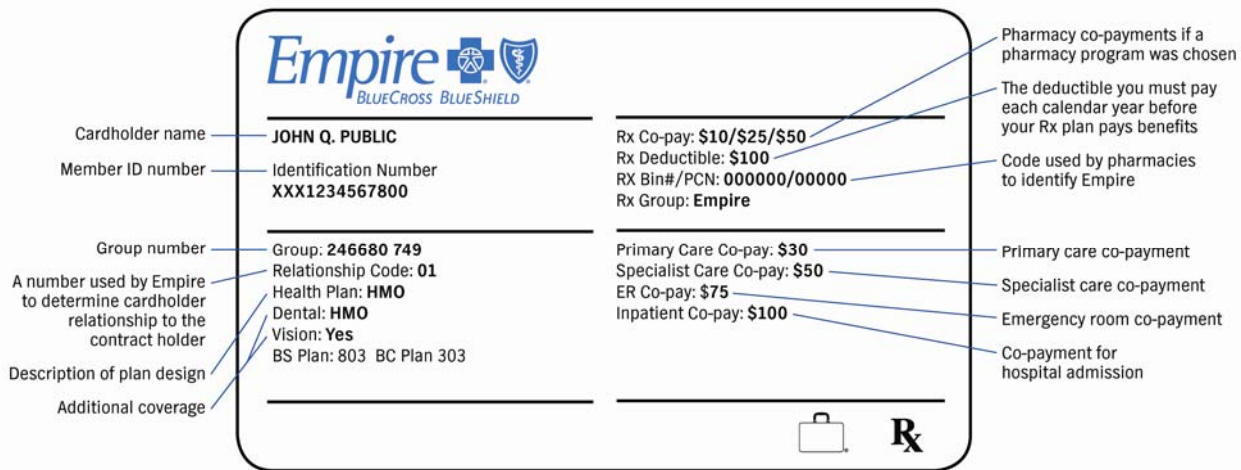 Empire
BLUECROSS BLUESHIELD
Cardholder name
JOHN Q. PUBLIC
Member ID number
Identification Number
XXX1234567800
Group number
Group: 246680 749
A number used by Empire
to determine cardholder
relationship to the
contract holder
Relationship Code: 01
Health Plan: HMO
Dental: HMO
Vision: Yes
BS Plan: 803 BC Plan 303
Description of plan design
Additional coverage
Rx Co-pay: $10/$25/$50
Rx Deductible: $100
RX Bin#/PCN: 000000/00000
Rx Group: Empire
Pharmacy co-payments if a
pharmacy program was chosen
The deductible you must pay
each calendar year before
your Rx plan pays benefits
Code used by pharmacies
to identify Empire
Primary Care Co-pay: $30
Specialist Care Co-pay: $50
ER Co-pay: $75
Inpatient Co-pay: $100
Primary care co-payment
Specialist care co-payment
Emergency room co-payment
Co-payment for
hospital admission
Rx